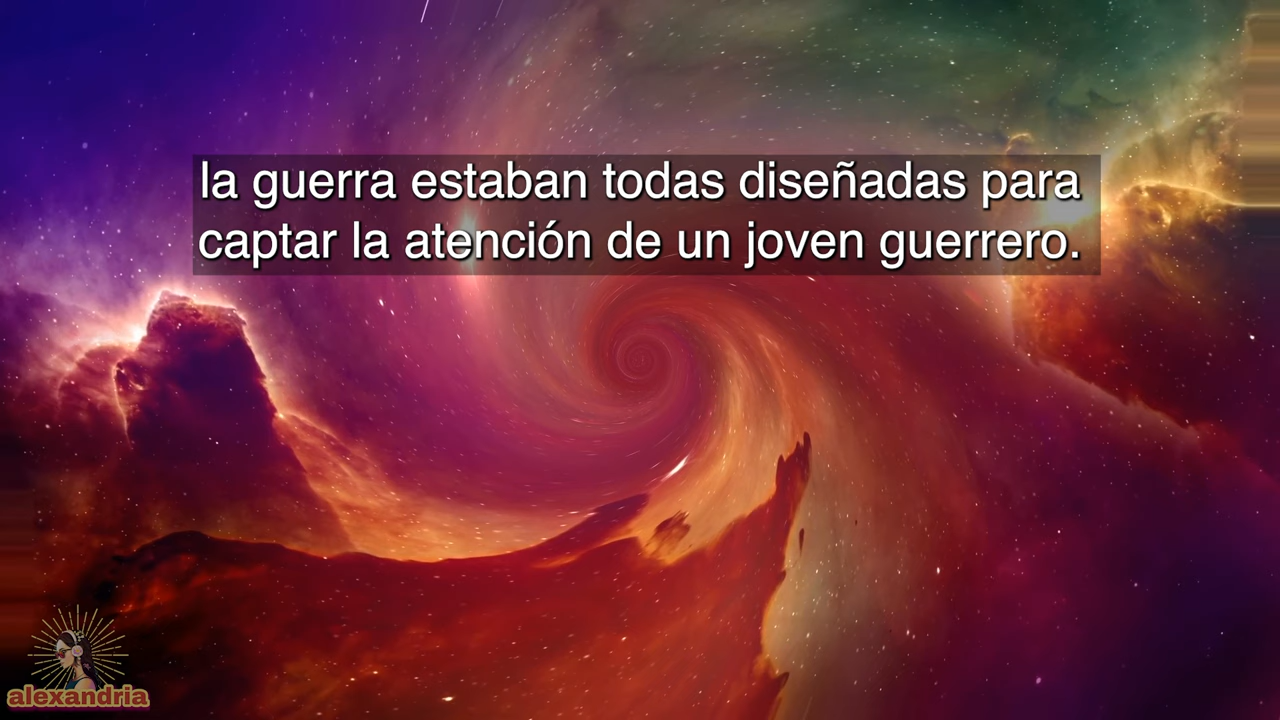 la guerra estaban todas diseñadas para
captar la atención de un joven guerrero.
alexandria